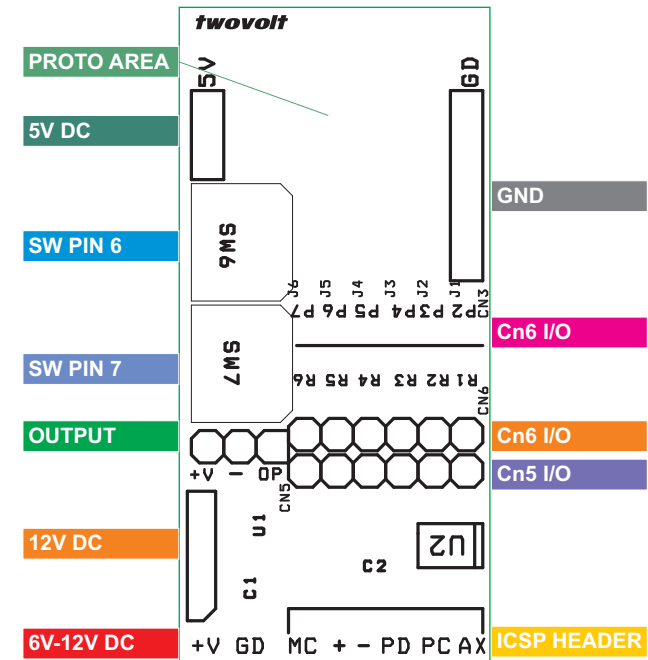 twovolt
PROTO AREA
5V
GD
5V DC
GND
SW PIN 6
SW6
J6 J5 J4 J3 J2 J1
P7 P6 P5 P4 P3 P2
CN3
Cn6 I/O
SW PIN 7
SW7
R6 R5 R4 R3 R2 R1
CN6
OUTPUT
Cn6 I/O
+V - OP
CN5
Cn5 I/O
12V DC
U1
U2
C2
C1
6V-12V DC
+V GD MC + - PD PC AX
ICSP HEADER